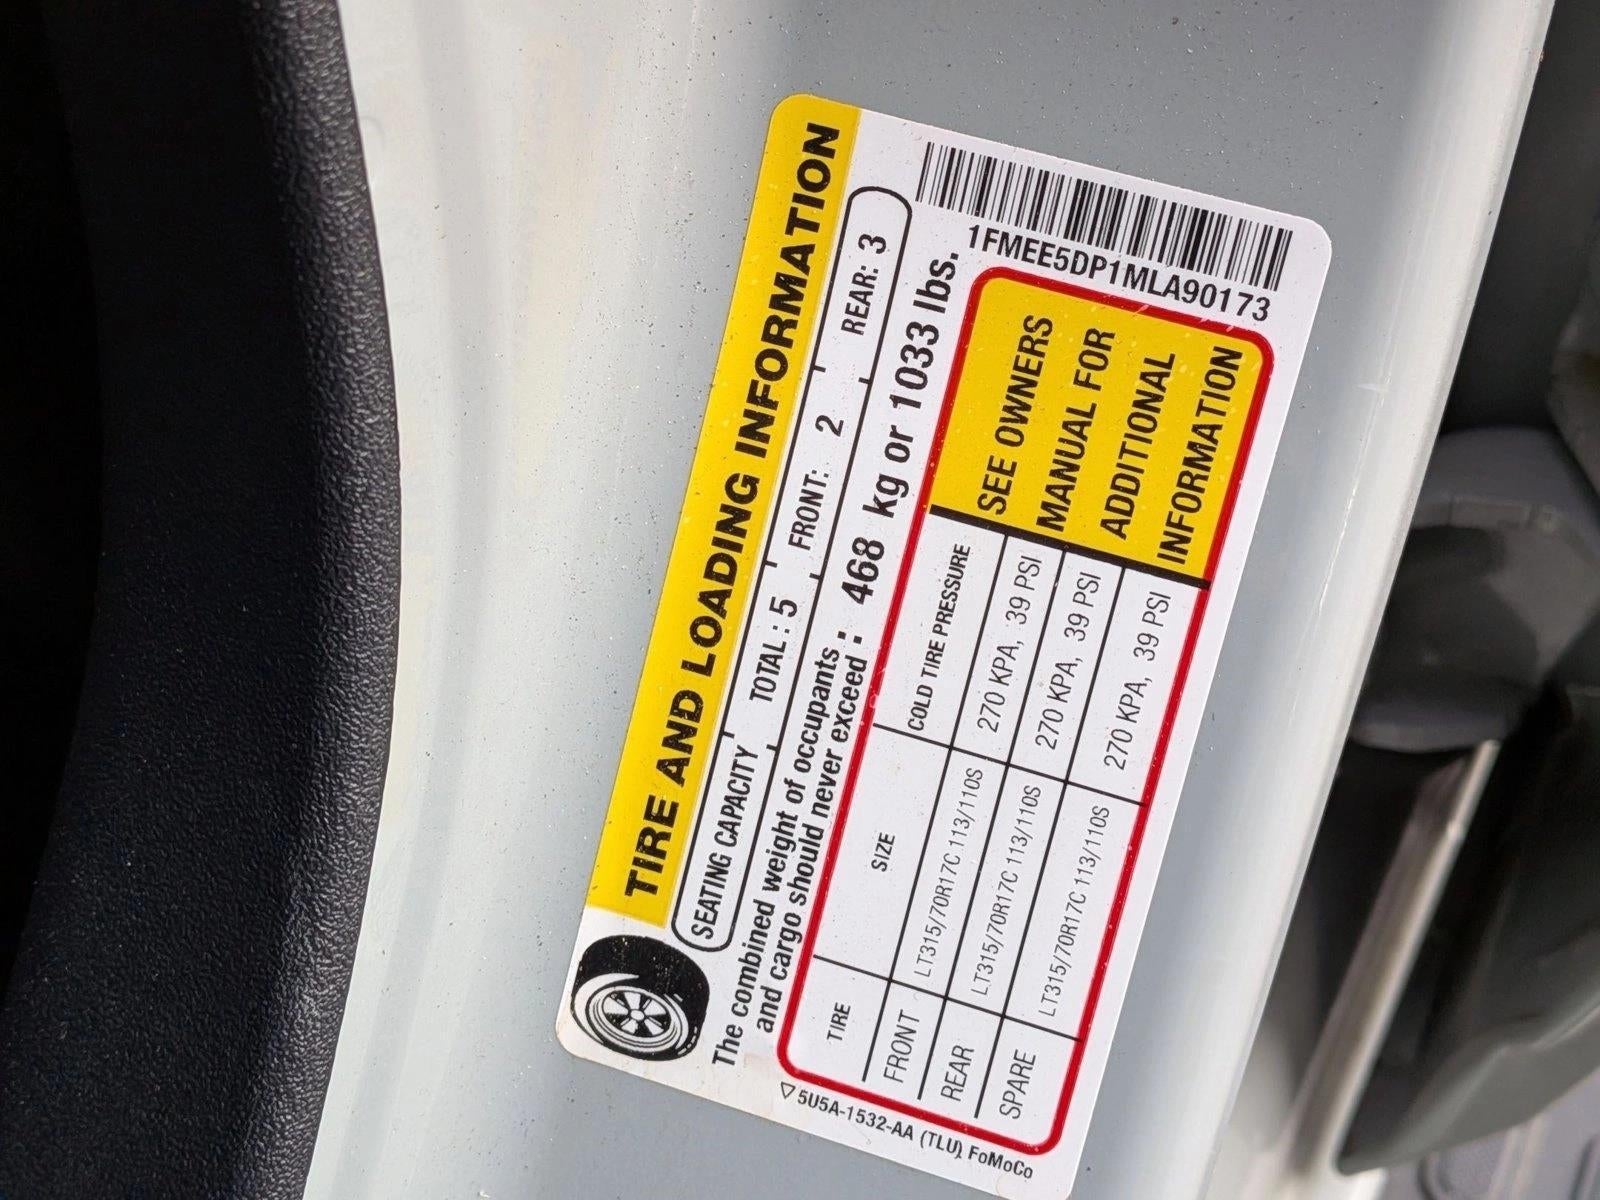 TIRE AND LOADING INFORMATION
SEATING CAPACITY TOTAL : 5 FRONT: 2 REAR: 3
The combined weight of occupants
and cargo should never exceed : 468 kg or 1033 lbs.
TIRE SIZE COLD TIRE PRESSURE
FRONT LT315/70R17C 113/110S 270 KPA, 39 PSI
REAR LT315/70R17C 113/110S 270 KPA, 39 PSI
SPARE LT315/70R17C 113/110S 270 KPA, 39 PSI
SEE OWNERS
MANUAL FOR
ADDITIONAL
INFORMATION
1FMEE5DP1MLA90173
5U5A-1532-AA (TLU) FoMoCo